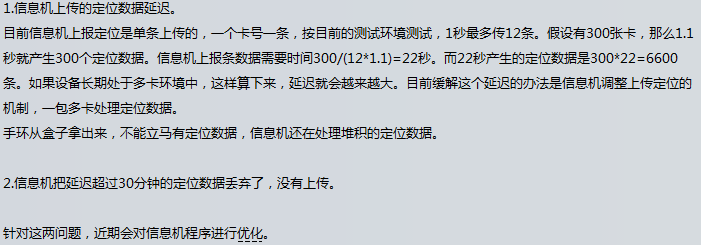 1.信息机上传的定位数据延迟。
目前信息机上报定位是单条上传的，一个卡号一条，按目前的测试环境测试，1秒最多传12条。假设有300张卡，那么1.1
秒就产生300个定位数据。信息机上报条数据需要时间300/(12*1.1)=22秒。而22秒产生的定位数据是300*22=6600
条。如果设备长期处于多卡环境中，这样算下来，延迟就会越来越大。目前缓解这个延迟的办法是信息机调整上传定位的
机制，一包多卡处理定位数据。
手环从盒子拿出来，不能立马有定位数据，信息机还在处理堆积的定位数据。
2.信息机把延迟超过30分钟的定位数据丢弃了，没有上传。
针对这两问题，近期会对信息机程序进行优化。